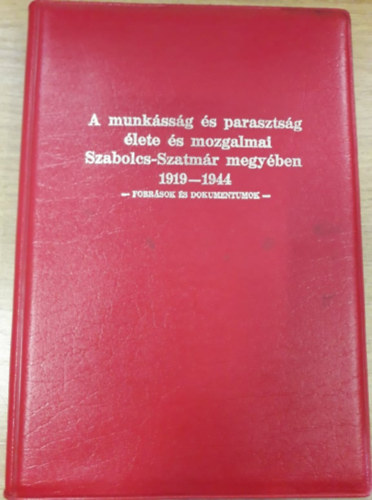 A munkásság és parasztság
élete és mozgalmai
Szabolcs-Szatmár megyében
1919—1944
— FORRÁSOK ÉS DOKUMENTUMOK —